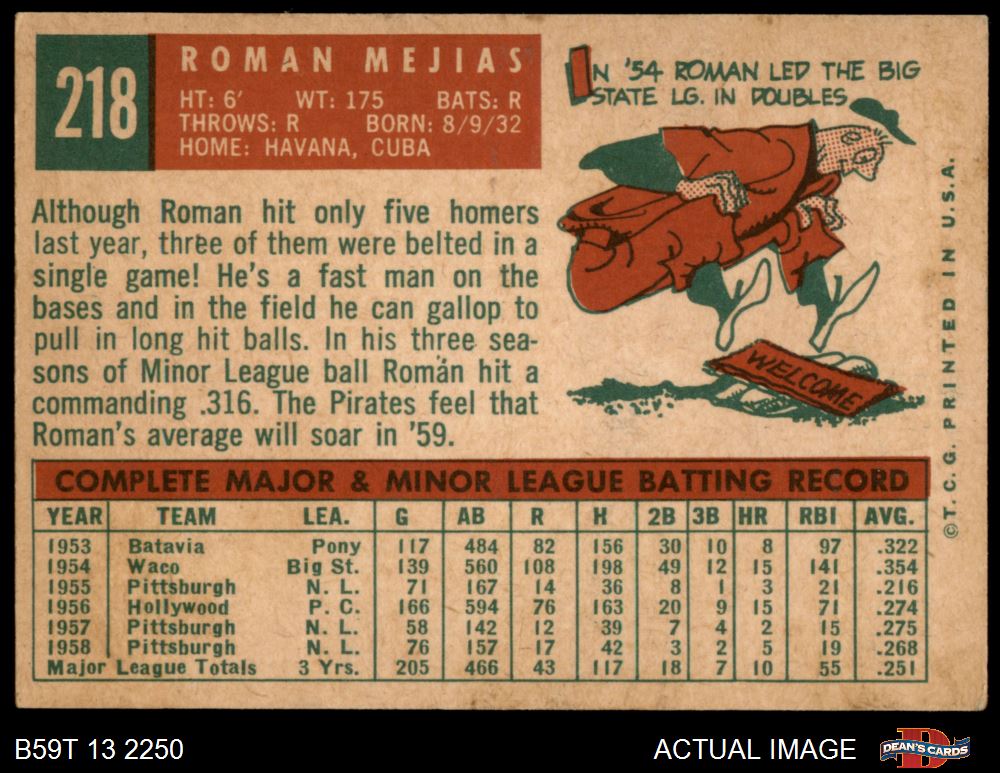 218
ROMAN MEJIAS
HT: 6' WT: 175 BATS: R
THROWS: R BORN: 8/9/32
HOME: HAVANA, CUBA
IN '54 ROMAN LED THE BIG
STATE LG. IN DOUBLES
WELCOME
Although Roman hit only five homers
last year, three of them were belted in a
single game! He's a fast man on the
bases and in the field he can gallop to
pull in long hit balls. In his three sea-
sons of Minor League ball Román hit a
commanding .316. The Pirates feel that
Roman's average will soar in '59.
COMPLETE MAJOR & MINOR LEAGUE BATTING RECORD
YEAR TEAM LEA. G AB R H 2B 3B HR RBI AVG.
1953 Batavia Pony 117 484 82 156 30 10 8 97 .322
1954 Waco Big St. 139 560 108 198 49 12 15 141 .354
1955 Pittsburgh N. L. 71 167 14 36 8 1 3 21 .216
1956 Hollywood P. C. 166 594 76 163 20 9 15 71 .274
1957 Pittsburgh N. L. 58 142 12 39 7 4 2 15 .275
1958 Pittsburgh N. L. 76 157 17 42 3 2 5 19 .268
Major League Totals 3 Yrs. 205 466 43 117 18 7 10 55 .251
©T. C. G. PRINTED IN U.S.A.
B59T 13 2250
ACTUAL IMAGE
DEAN'S CARDS